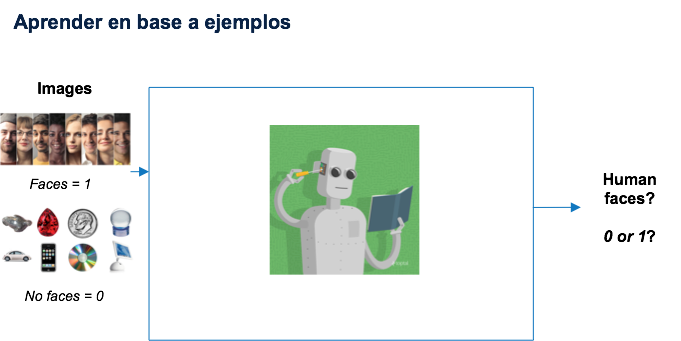 Aprender en base a ejemplos
Images
Faces = 1
No faces = 0
Human
faces?
0 or 1?